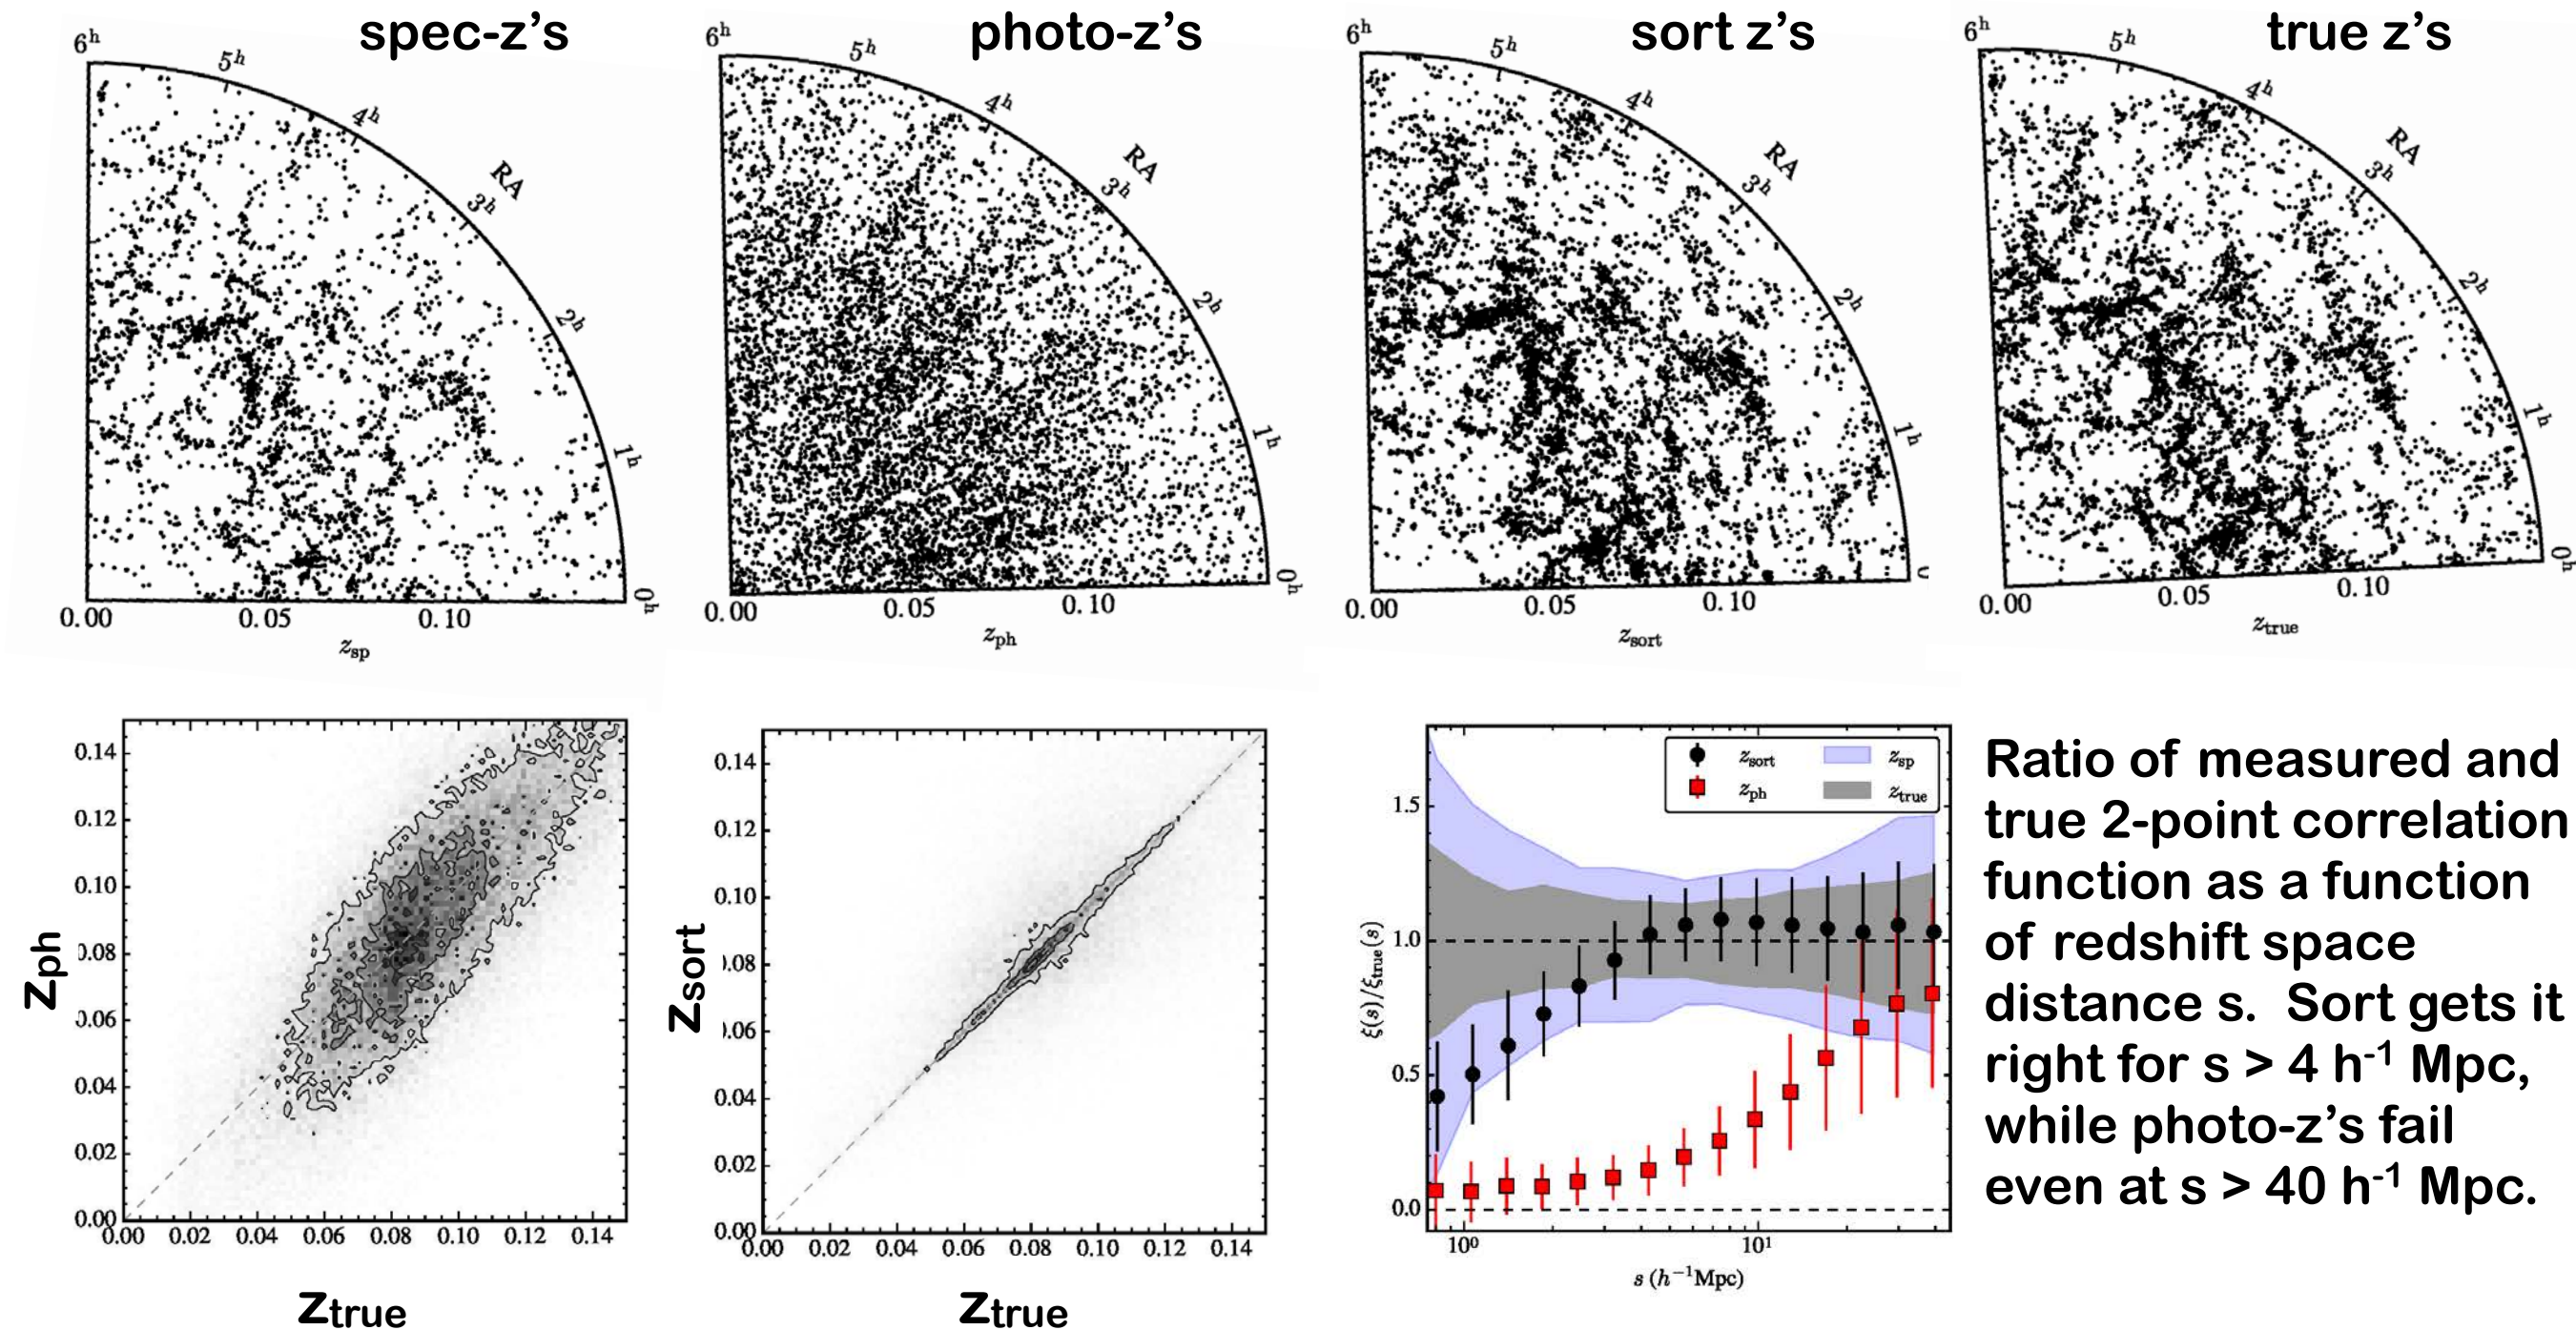 spec-z's
photo-z's
sort z's
true z's
6h
5h
4h
RA
3h
2h
1h
0h
0.00
0.05
0.10
zsp
6h
5h
4h
RA
3h
2h
1h
0h
0.00
0.05
0.10
zph
6h
5h
4h
RA
3h
2h
1h
0.00
0.05
0.10
zsort
6h
5h
4h
RA
3h
2h
1h
0h
0.00
0.05
0.10
ztrue
0.14
0.12
0.10
0.08
0.06
0.04
0.02
0.00
zph
0.00 0.02 0.04 0.06 0.08 0.10 0.12 0.14
ztrue
0.14
0.12
0.10
0.08
0.06
0.04
0.02
0.00
zsort
0.00 0.02 0.04 0.06 0.08 0.10 0.12 0.14
ztrue
zsort
zph
zsp
ztrue
1.5
1.0
0.5
0.0
ξ(s)/ξtrue(s)
10⁰ 10¹
s (h⁻¹Mpc)
Ratio of measured and
true 2-point correlation
function as a function
of redshift space
distance s. Sort gets it
right for s > 4 h⁻¹ Mpc,
while photo-z's fail
even at s > 40 h⁻¹ Mpc.